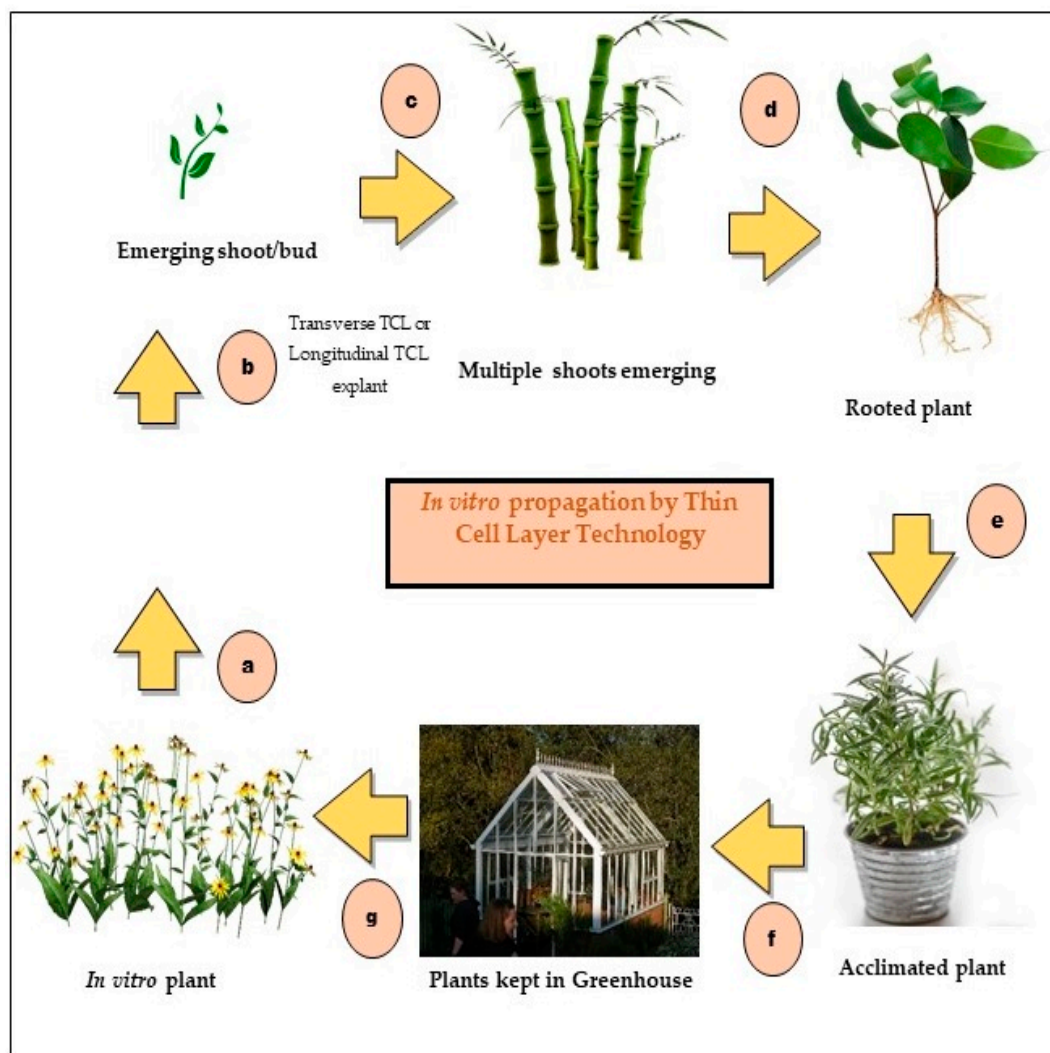 c
d
Emerging shoot/bud
b
Transverse TCL or
Longitudinal TCL
explant
Multiple shoots emerging
Rooted plant
In vitro propagation by Thin
Cell Layer Technology
e
a
g
f
In vitro plant
Plants kept in Greenhouse
Acclimated plant